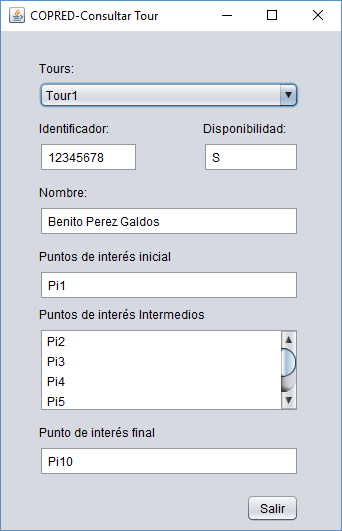 COPRED-Consultar Tour
Tours:
Tour1
Identificador: Disponibilidad:
12345678 S
Nombre:
Benito Perez Galdos
Puntos de interés inicial
Pi1
Puntos de interés Intermedios
Pi2
Pi3
Pi4
Pi5
Punto de interés final
Pi10
Salir